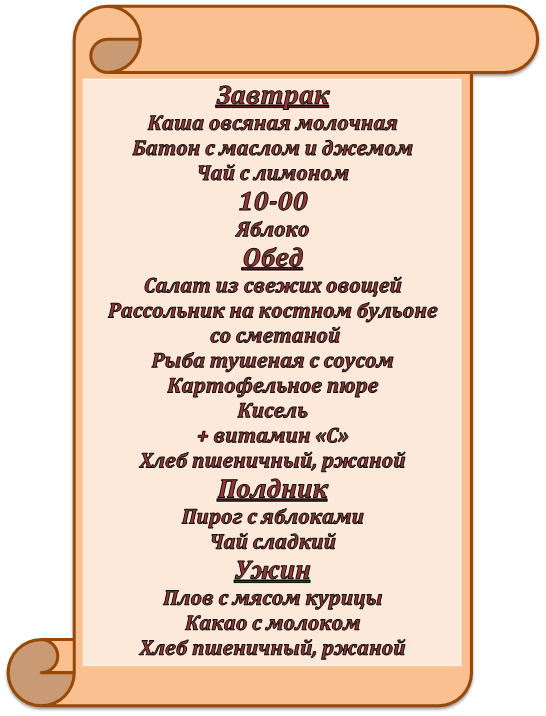 Завтрак
Каша овсяная молочная
Батон с маслом и джемом
Чай с лимоном
10-00
Яблоко
Обед
Салат из свежих овощей
Рассольник на костном бульоне
со сметаной
Рыба тушеная с соусом
Картофельное пюре
Кисель
+ витамин «С»
Хлеб пшеничный, ржаной
Полдник
Пирог с яблоками
Чай сладкий
Ужин
Плов с мясом курицы
Какао с молоком
Хлеб пшеничный, ржаной